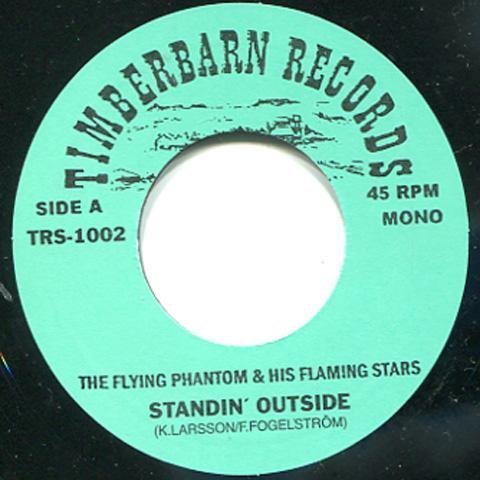 TIMBERBARN RECORDS
SIDE A
TRS-1002
45 RPM
MONO
THE FLYING PHANTOM & HIS FLAMING STARS
STANDIN´ OUTSIDE
(K.LARSSON/F.FOGELSTRÖM)